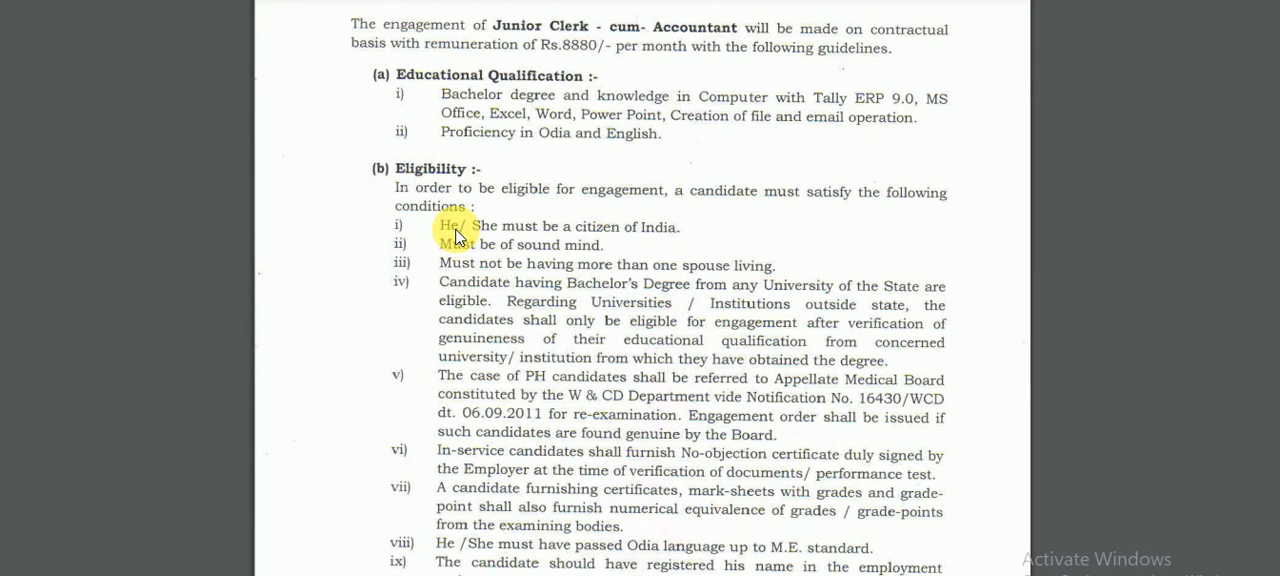 The engagement of Junior Clerk - cum- Accountant will be made on contractual
basis with remuneration of Rs.8880/- per month with the following guidelines.
(a) Educational Qualification :-
i) Bachelor degree and knowledge in Computer with Tally ERP 9.0, MS
Office, Excel, Word, Power Point, Creation of file and email operation.
ii) Proficiency in Odia and English.
(b) Eligibility :-
In order to be eligible for engagement, a candidate must satisfy the following
conditions :
i) He/ She must be a citizen of India.
ii) Must be of sound mind.
iii) Must not be having more than one spouse living.
iv) Candidate having Bachelor's Degree from any University of the State are
eligible. Regarding Universities / Institutions outside state, the
candidates shall only be eligible for engagement after verification of
genuineness of their educational qualification from concerned
university/ institution from which they have obtained the degree.
v) The case of PH candidates shall be referred to Appellate Medical Board
constituted by the W & CD Department vide Notification No. 16430/WCD
dt. 06.09.2011 for re-examination. Engagement order shall be issued if
such candidates are found genuine by the Board.
vi) In-service candidates shall furnish No-objection certificate duly signed by
the Employer at the time of verification of documents/ performance test.
vii) A candidate furnishing certificates, mark-sheets with grades and grade-
point shall also furnish numerical equivalence of grades / grade-points
from the examining bodies.
viii) He /She must have passed Odia language up to M.E. standard.
ix) The candidate should have registered his name in the employment
Activate Windows